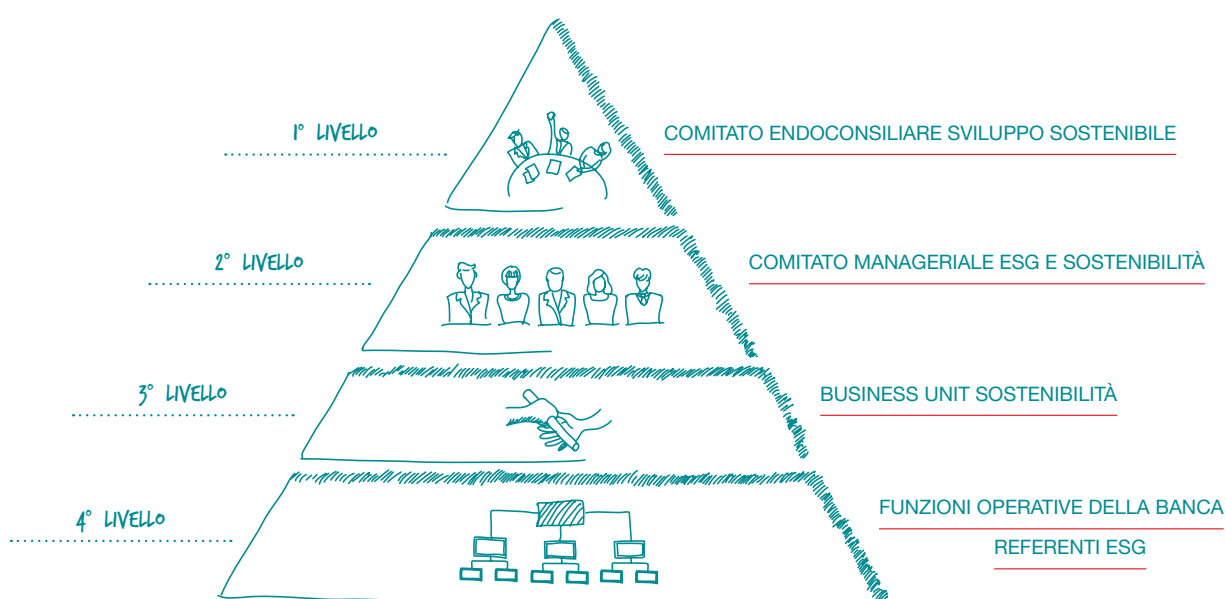 1° LIVELLO
COMITATO ENDOCONSILIARE SVILUPPO SOSTENIBILE
2° LIVELLO
COMITATO MANAGERIALE ESG E SOSTENIBILITÀ
3° LIVELLO
BUSINESS UNIT SOSTENIBILITÀ
4° LIVELLO
FUNZIONI OPERATIVE DELLA BANCA
REFERENTI ESG